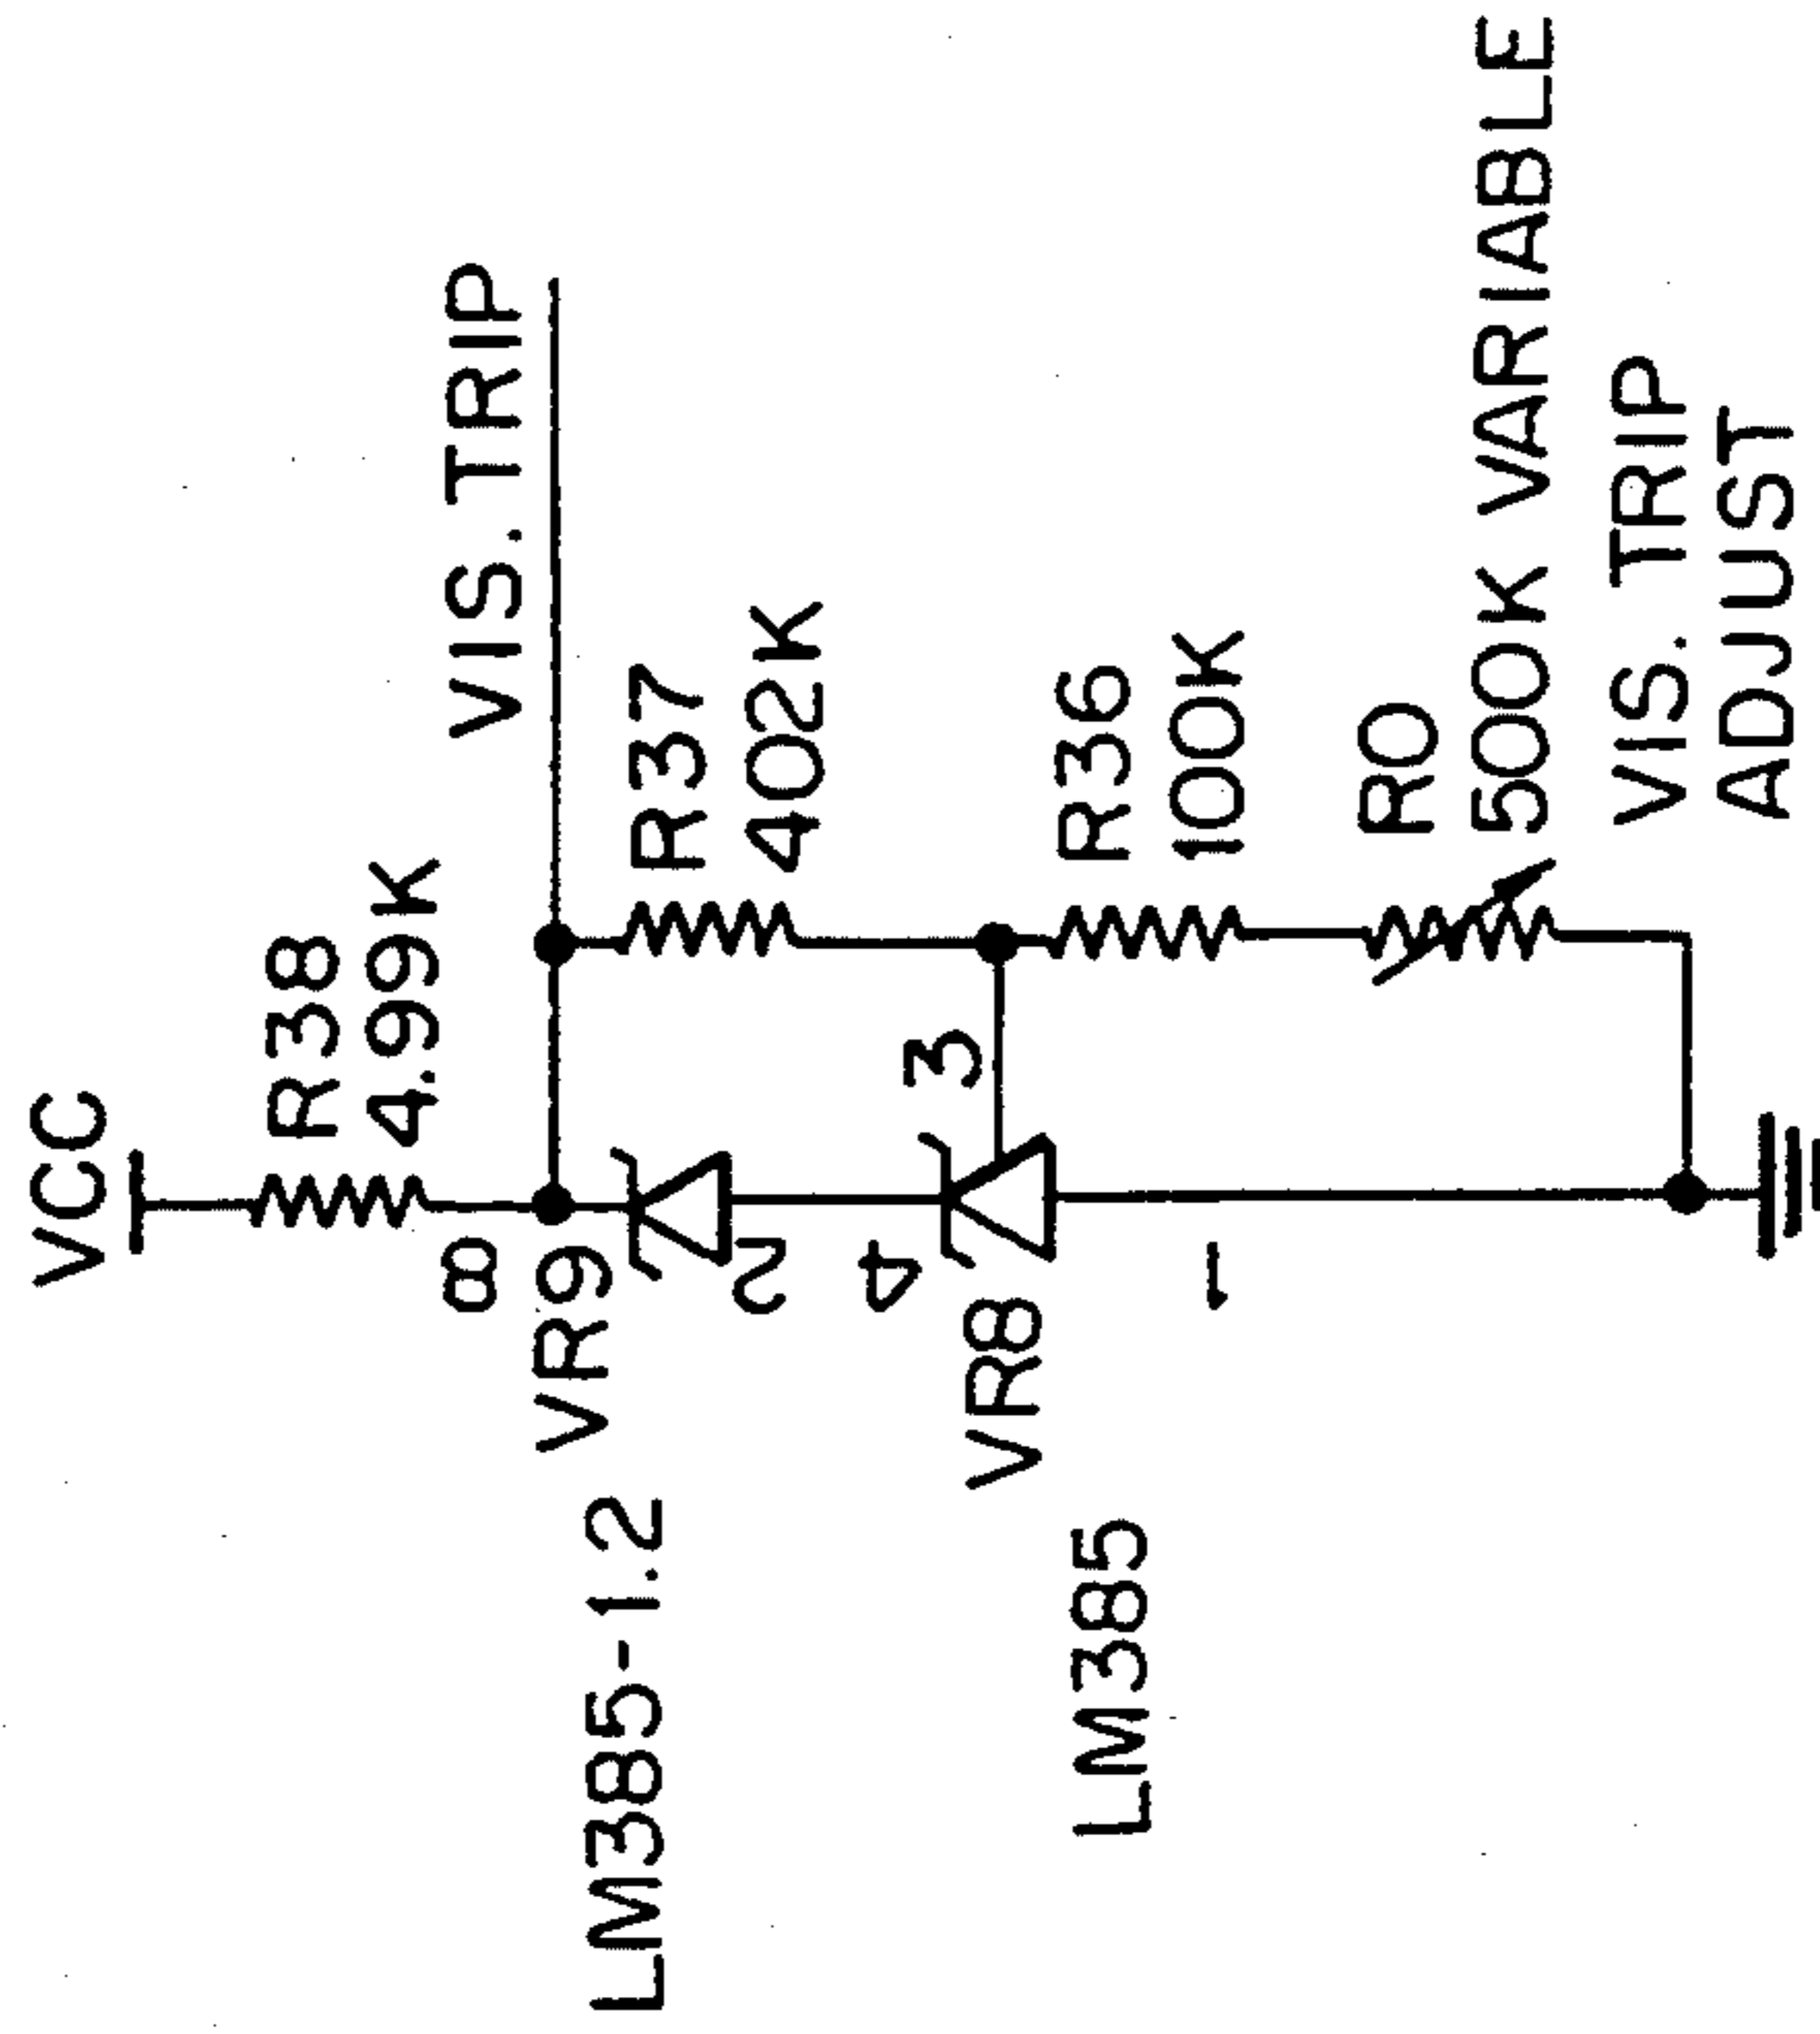 VCC
R38
4.99K
VIS. TRIP
8
VR9
LM385-1.2
2
R37
402K
4
3
VR8
LM385
R36
100K
1
R0
500K VARIABLE
VIS. TRIP
ADJUST